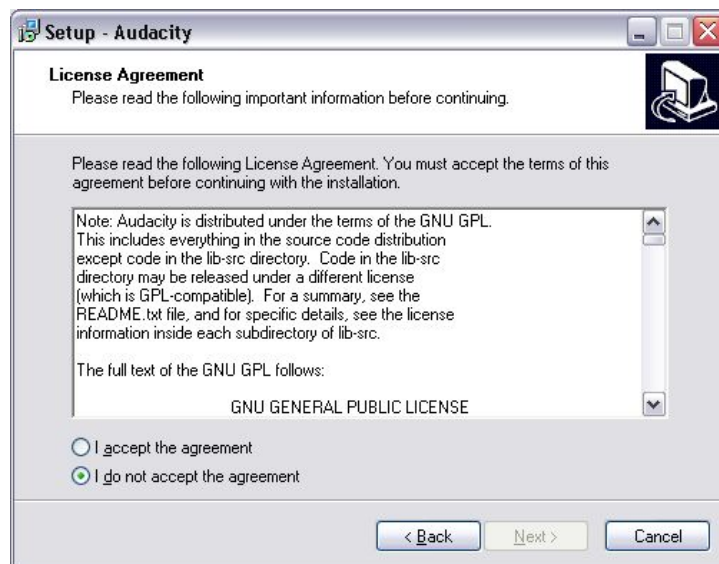 Setup - Audacity
License Agreement
Please read the following important information before continuing.
Please read the following License Agreement. You must accept the terms of this
agreement before continuing with the installation.
Note: Audacity is distributed under the terms of the GNU GPL.
This includes everything in the source code distribution
except code in the lib-src directory.  Code in the lib-src
directory may be released under a different license
(which is GPL-compatible).  For a summary, see the
README.txt file, and for specific details, see the license
information inside each subdirectory of lib-src.
The full text of the GNU GPL follows:
GNU GENERAL PUBLIC LICENSE
I accept the agreement
I do not accept the agreement
< Back Next > Cancel